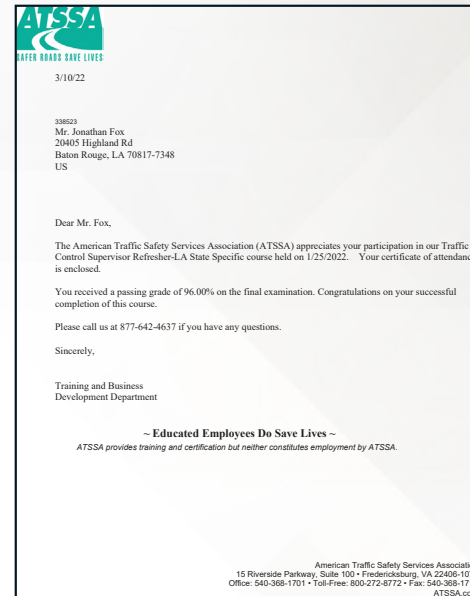 ATSSA
SAFER ROADS SAVE LIVES
3/10/22
338523
Mr. Jonathan Fox
20405 Highland Rd
Baton Rouge, LA 70817-7348
US
Dear Mr. Fox,
The American Traffic Safety Services Association (ATSSA) appreciates your participation in our Traffic
Control Supervisor Refresher-LA State Specific course held on 1/25/2022. Your certificate of attendanc
is enclosed.
You received a passing grade of 96.00% on the final examination. Congratulations on your successful
completion of this course.
Please call us at 877-642-4637 if you have any questions.
Sincerely,
Training and Business
Development Department
~ Educated Employees Do Save Lives ~
ATSSA provides training and certification but neither constitutes employment by ATSSA.
American Traffic Safety Services Associati
15 Riverside Parkway, Suite 100 • Fredericksburg, VA 22406-10
Office: 540-368-1701 • Toll-Free: 800-272-8772 • Fax: 540-368-17
ATSSA.co